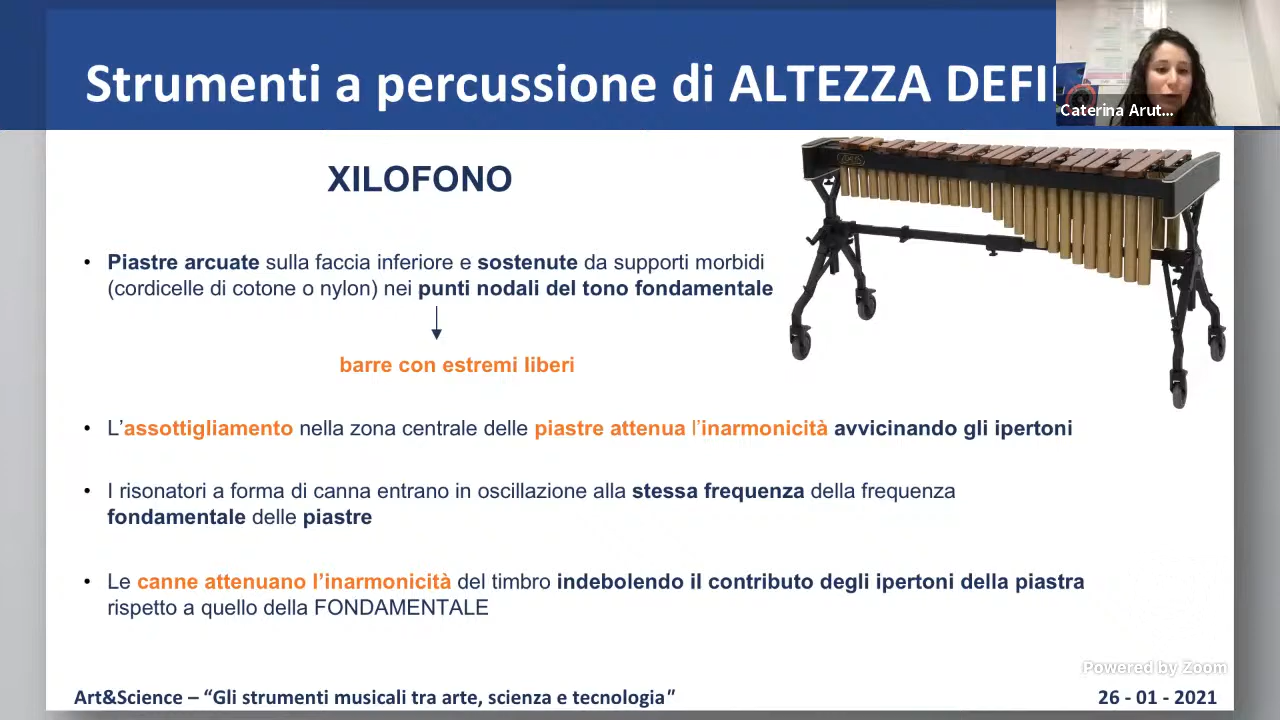 Strumenti a percussione di ALTEZZA DEFI
Caterina Arut...
XILOFONO
• Piastre arcuate sulla faccia inferiore e sostenute da supporti morbidi
(cordicelle di cotone o nylon) nei punti nodali del tono fondamentale
barre con estremi liberi
• L’assottigliamento nella zona centrale delle piastre attenua l’inarmonicità avvicinando gli ipertoni
• I risonatori a forma di canna entrano in oscillazione alla stessa frequenza della frequenza
fondamentale delle piastre
• Le canne attenuano l’inarmonicità del timbro indebolendo il contributo degli ipertoni della piastra
rispetto a quello della FONDAMENTALE
Powered by Zoom
Art&Science – “Gli strumenti musicali tra arte, scienza e tecnologia"
26 - 01 - 2021